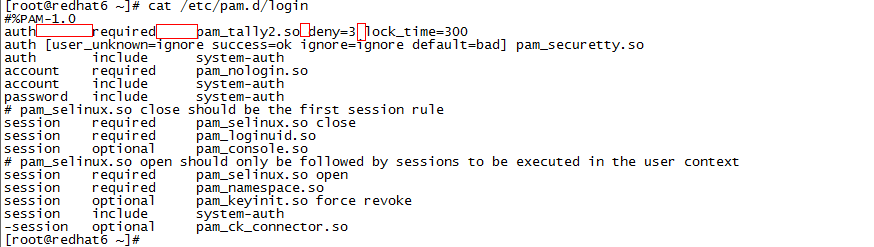 [root@redhat6 ~]# cat /etc/pam.d/login
#%PAM-1.0
auth required pam_tally2.so deny=3 lock_time=300
auth [user_unknown=ignore success=ok ignore=ignore default=bad] pam_securetty.so
auth include system-auth
account required pam_nologin.so
account include system-auth
password include system-auth
# pam_selinux.so close should be the first session rule
session required pam_selinux.so close
session required pam_loginuid.so
session optional pam_console.so
# pam_selinux.so open should only be followed by sessions to be executed in the user context
session required pam_selinux.so open
session required pam_namespace.so
session optional pam_keyinit.so force revoke
session include system-auth
-session optional pam_ck_connector.so
[root@redhat6 ~]#